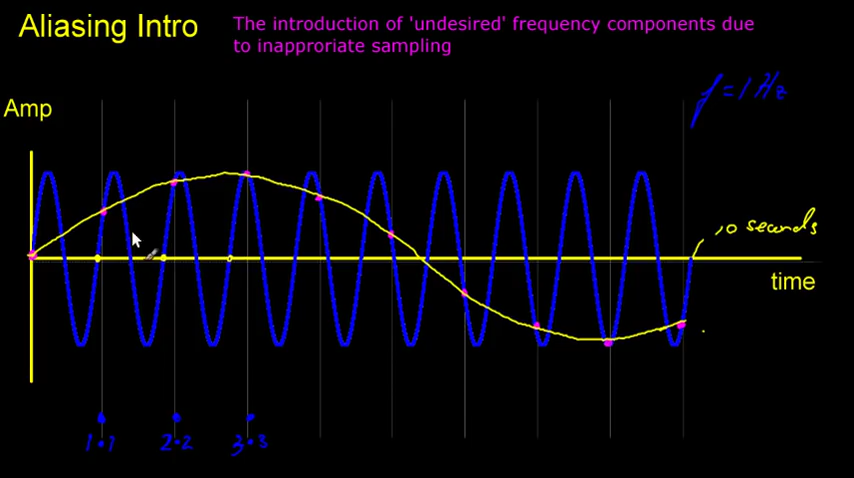 Aliasing Intro
The introduction of 'undesired' frequency components due
to inapproriate sampling
f = 1 Hz
Amp
10 seconds
time
1.1 2.2 3.3